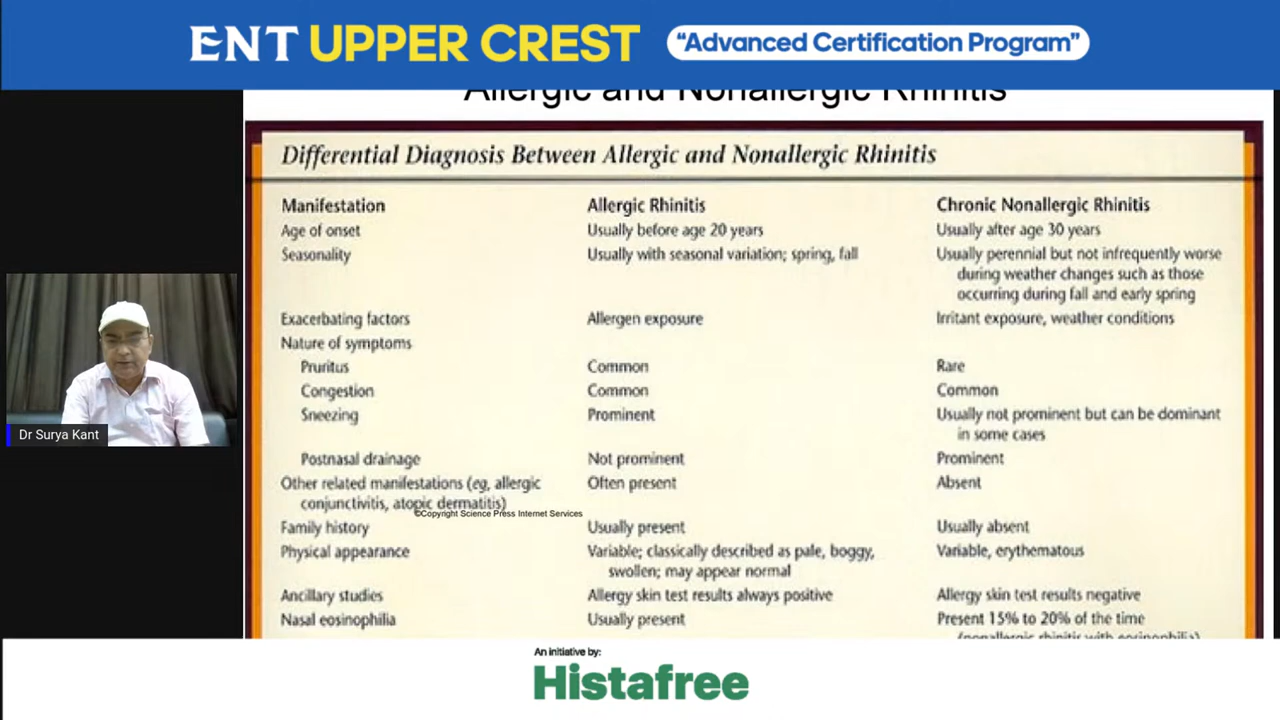 ENT UPPER CREST "Advanced Certification Program"
Allergic and Nonallergic Rhinitis
Differential Diagnosis Between Allergic and Nonallergic Rhinitis
Manifestation Allergic Rhinitis Chronic Nonallergic Rhinitis
Age of onset Usually before age 20 years Usually after age 30 years
Seasonality Usually with seasonal variation; spring, fall Usually perennial but not infrequently worse
during weather changes such as those
occurring during fall and early spring
Exacerbating factors Allergen exposure Irritant exposure, weather conditions
Nature of symptoms
Pruritus Common Rare
Congestion Common Common
Sneezing Prominent Usually not prominent but can be dominant
in some cases
Postnasal drainage Not prominent Prominent
Other related manifestations (eg, allergic Often present Absent
conjunctivitis, atopic dermatitis)
©Copyright Science Press Internet Services
Family history Usually present Usually absent
Physical appearance Variable; classically described as pale, boggy, Variable, erythematous
swollen; may appear normal
Ancillary studies Allergy skin test results always positive Allergy skin test results negative
Nasal eosinophilia Usually present Present 15% to 20% of the time
(nonallergic rhinitis with eosinophilia)
Dr Surya Kant
An initiative by:
Histafree